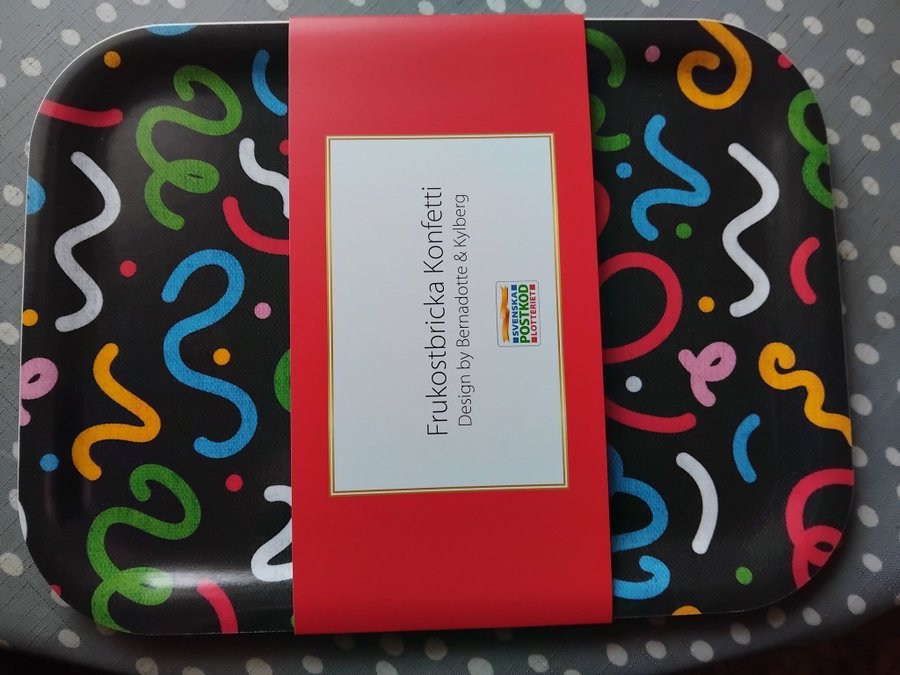 Frukostbricka Konfetti
Design by Bernadotte & Kylberg
SVENSKA
POSTKOD
LOTTERIET